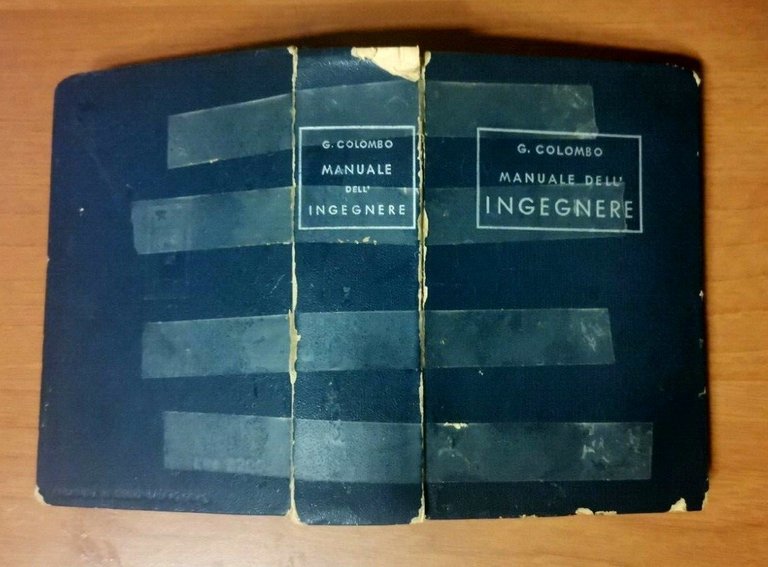 G. COLOMBO
MANUALE
DELL'
INGEGNERE
G. COLOMBO
MANUALE DELL'
INGEGNERE